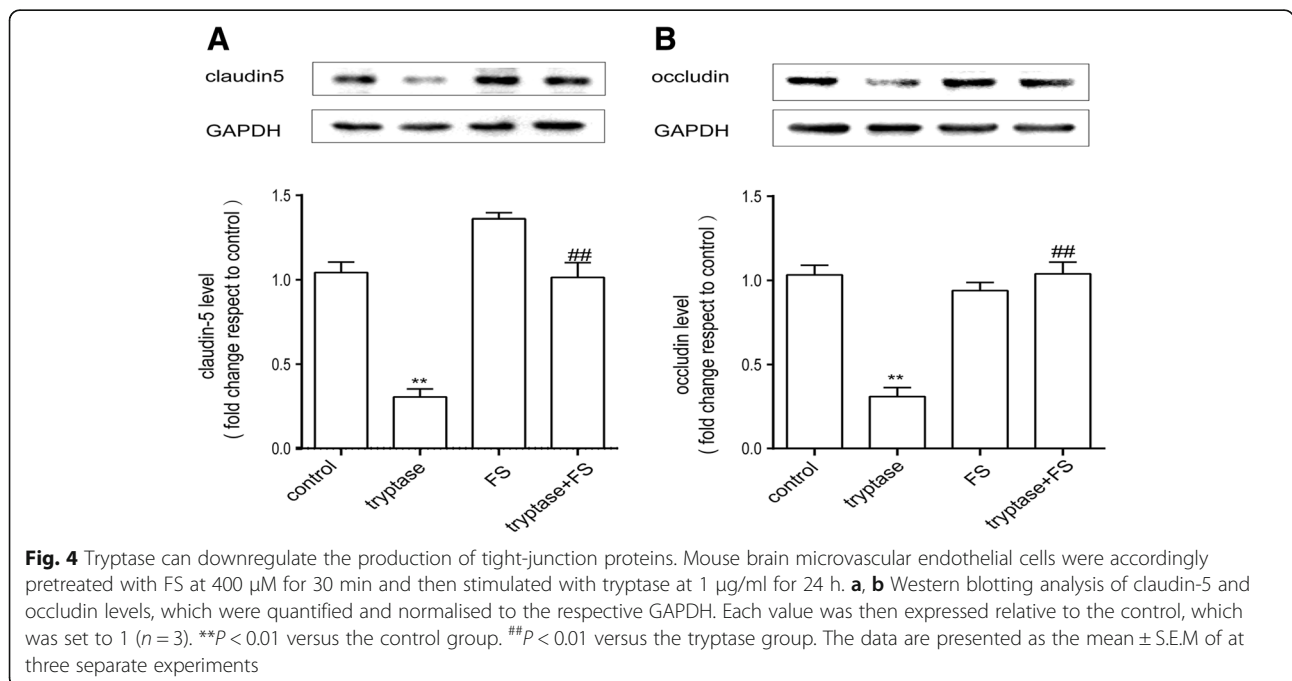 A
B
claudin5
occludin
GAPDH
GAPDH
claudin-5 level
( fold change respect to control )
1.5
1.0
0.5
0.0
**
##
control
tryptase
FS
tryptase+FS
occludin level
( fold change respect to control )
1.5
1.0
0.5
0.0
**
##
control
tryptase
FS
tryptase+FS
Fig. 4 Tryptase can downregulate the production of tight-junction proteins. Mouse brain microvascular endothelial cells were accordingly
pretreated with FS at 400 μM for 30 min and then stimulated with tryptase at 1 μg/ml for 24 h. a, b Western blotting analysis of claudin-5 and
occludin levels, which were quantified and normalised to the respective GAPDH. Each value was then expressed relative to the control, which
was set to 1 (n = 3). **P < 0.01 versus the control group. ##P < 0.01 versus the tryptase group. The data are presented as the mean ± S.E.M of at
three separate experiments